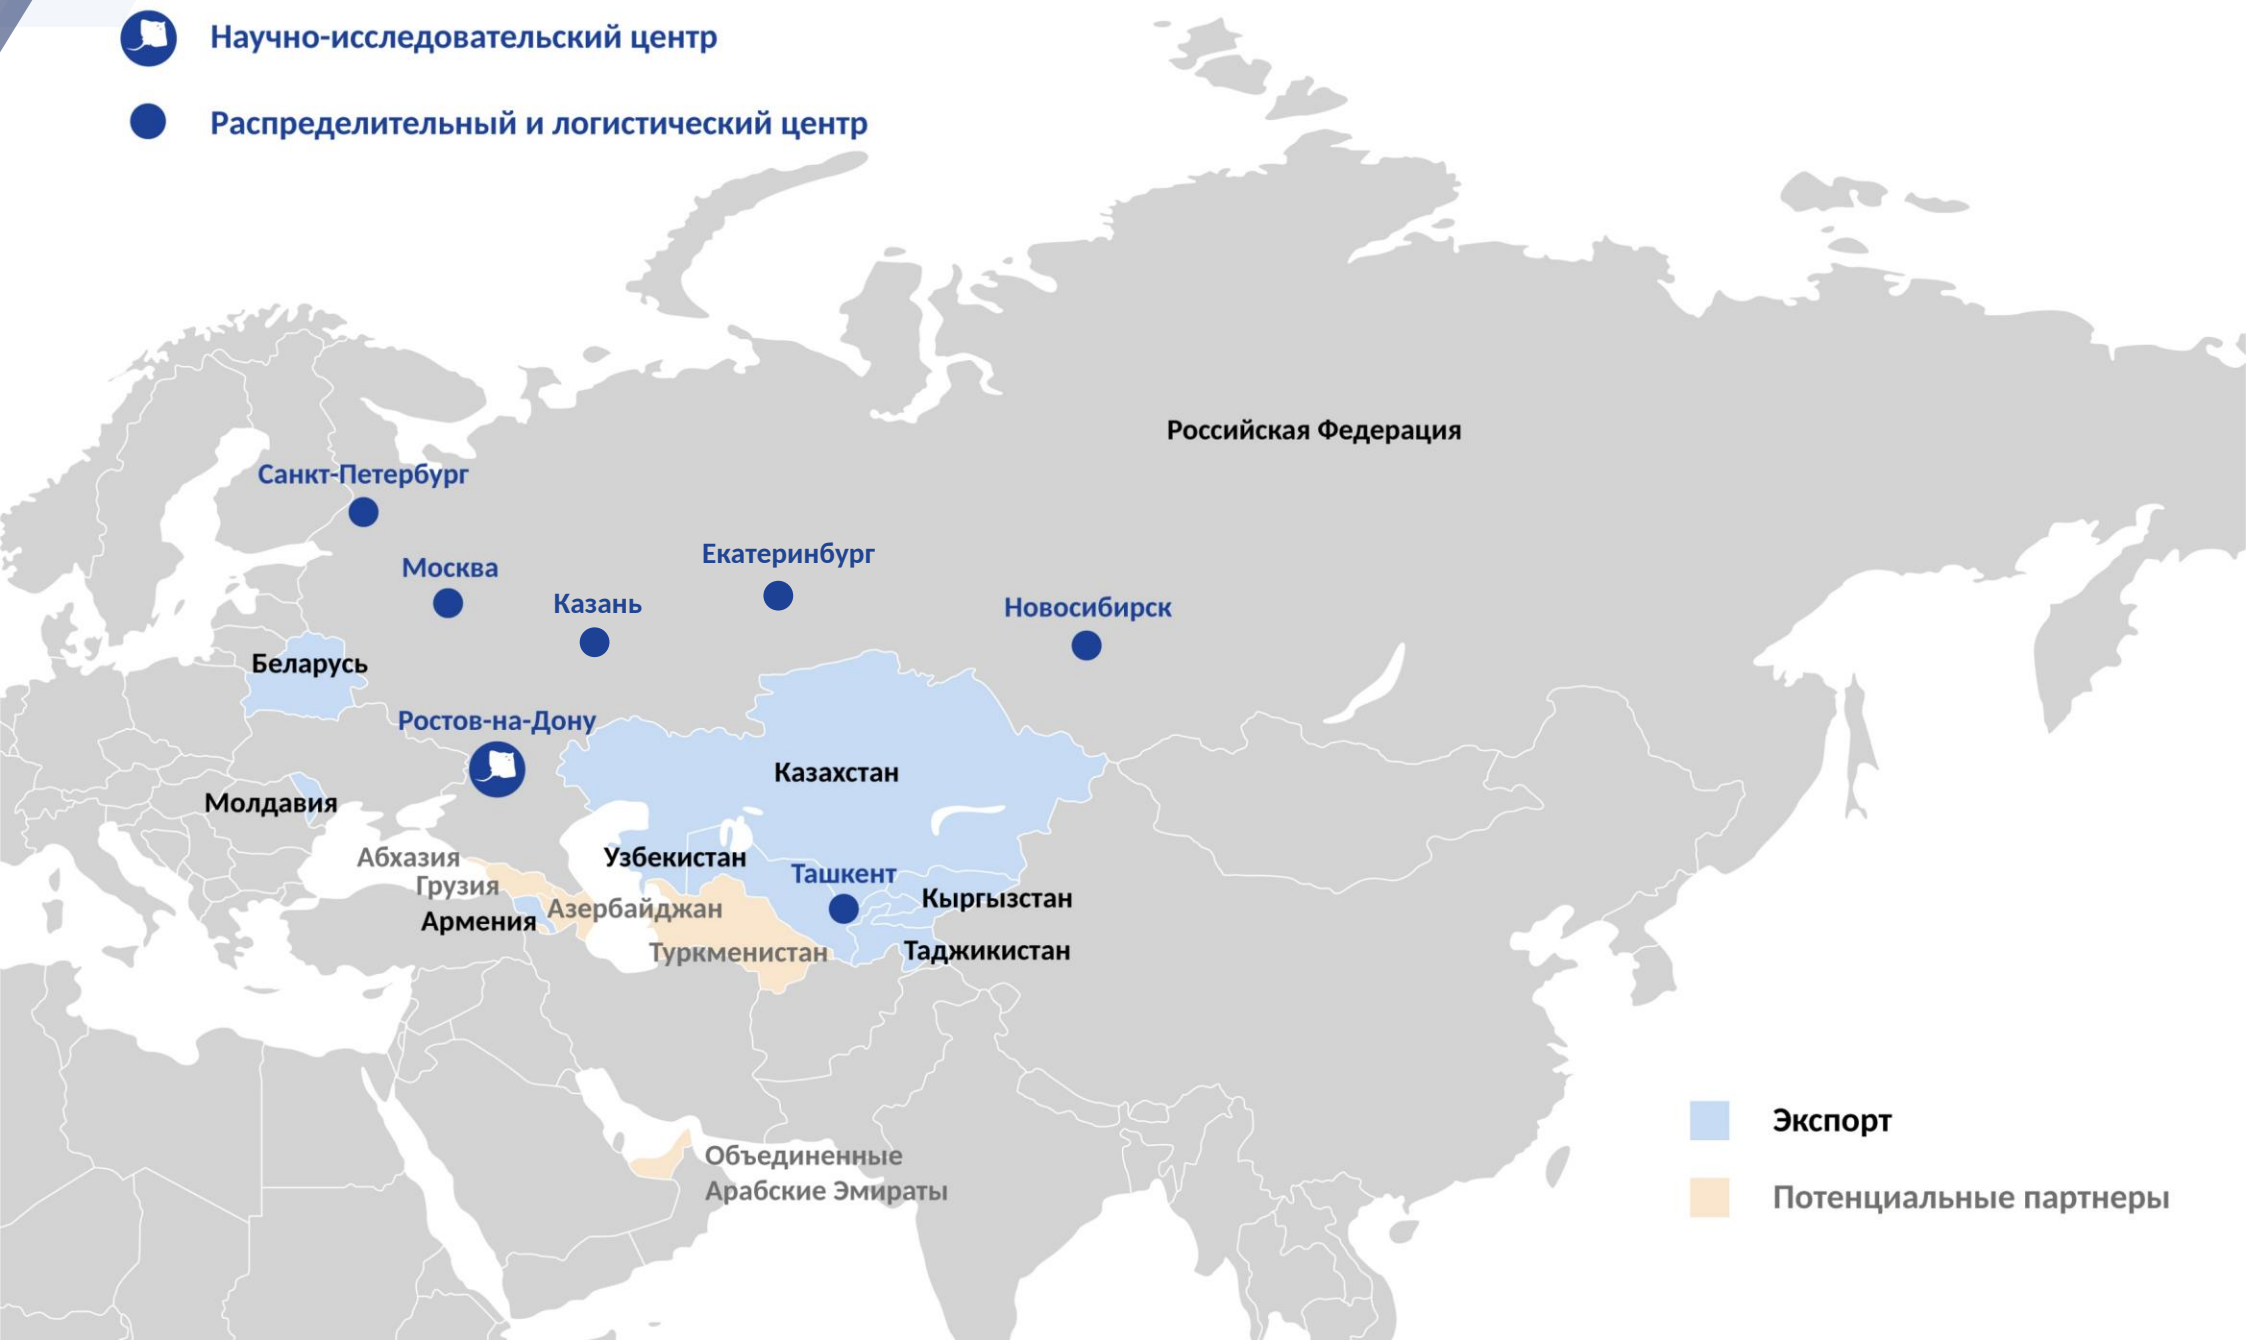 Научно-исследовательский центр
Распределительный и логистический центр
Российская Федерация
Санкт-Петербург
Екатеринбург
Москва
Казань
Новосибирск
Беларусь
Ростов-на-Дону
Казахстан
Молдавия
Абхазия
Узбекистан
Ташкент
Грузия
Кыргызстан
Азербайджан
Армения
Туркменистан
Таджикистан
Экспорт
Объединенные
Арабские Эмираты
Потенциальные партнеры